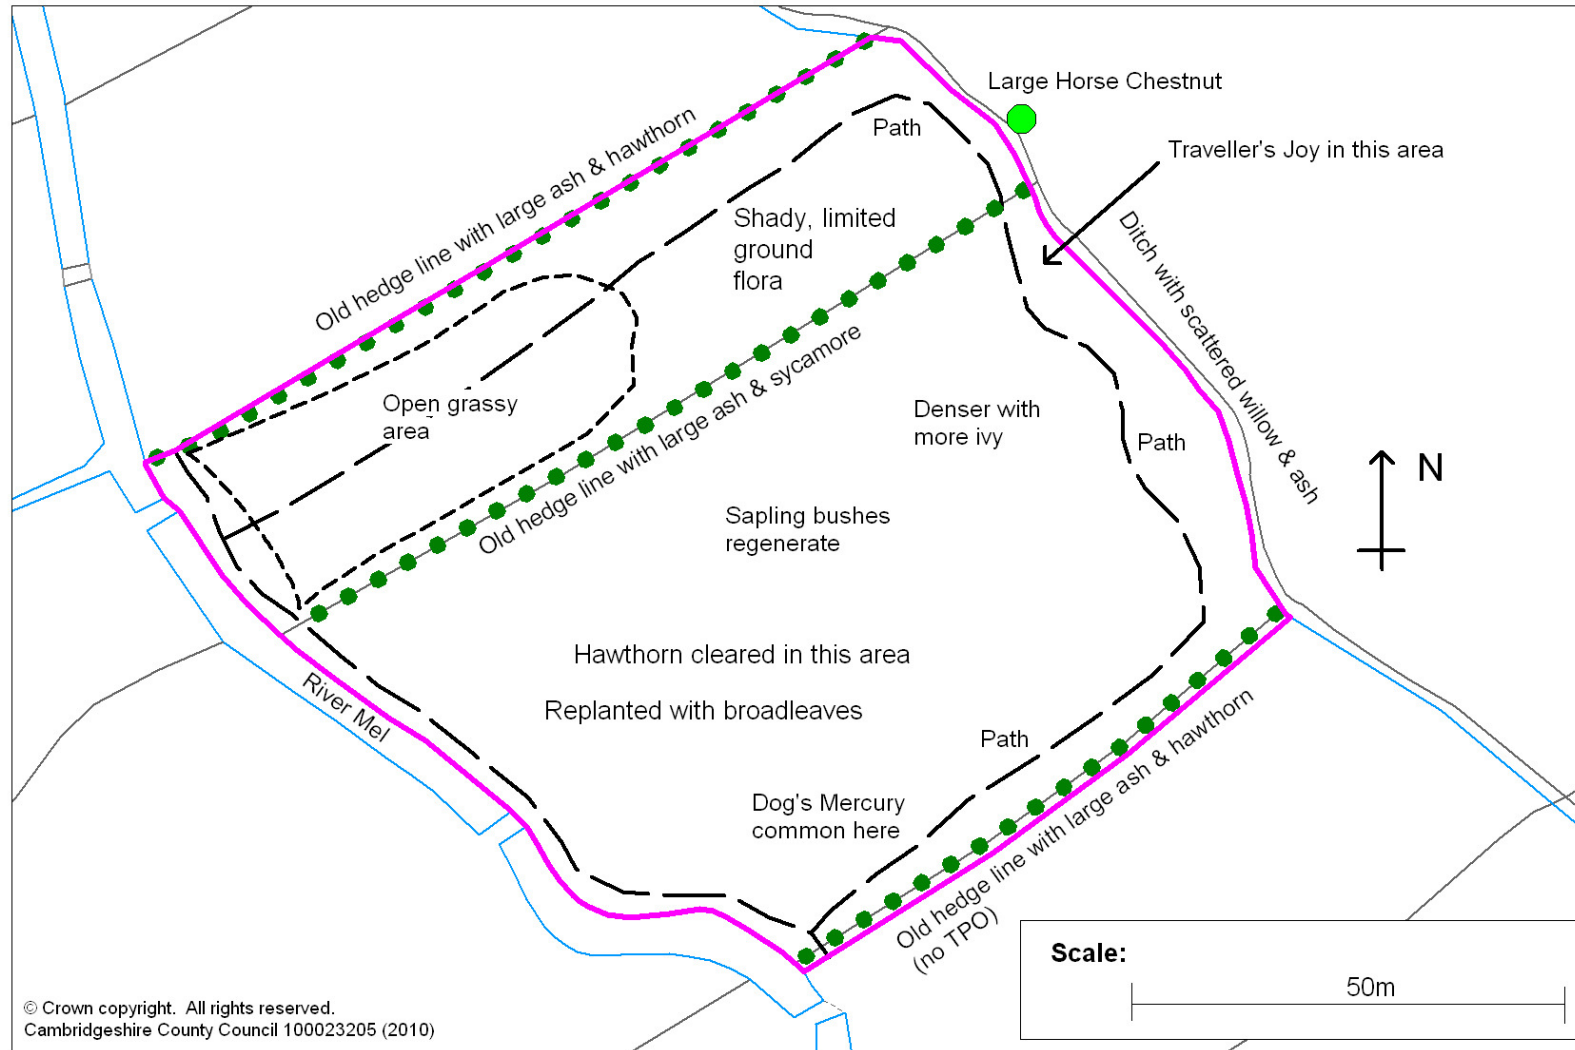 Large Horse Chestnut
Path
Traveller's Joy in this area
Old hedge line with large ash & hawthorn
Shady, limited
ground
flora
Ditch with scattered willow & ash
Open grassy
area
Old hedge line with large ash & sycamore
Denser with
more ivy
Path
N
Sapling bushes
regenerate
Hawthorn cleared in this area
River Mel
Replanted with broadleaves
Path
Dog's Mercury
common here
Old hedge line with large ash & hawthorn
(no TPO)
Scale:
50m
© Crown copyright. All rights reserved.
Cambridgeshire County Council 100023205 (2010)